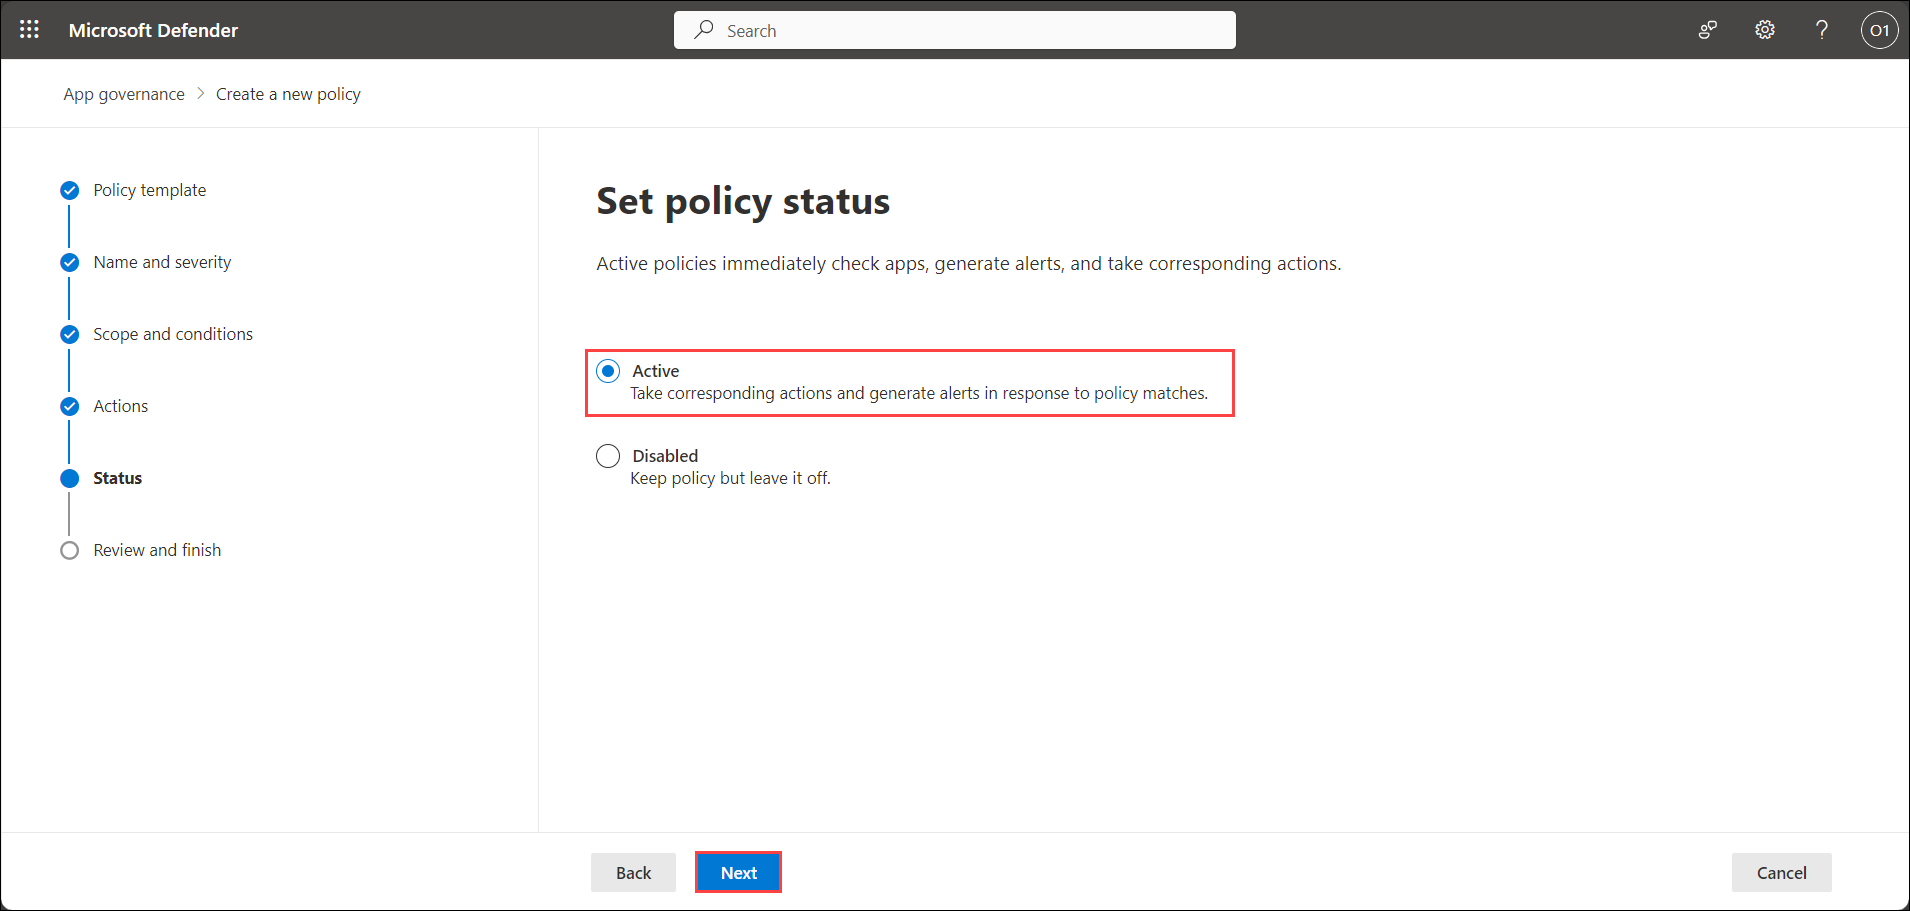 Microsoft Defender
Search
?
O1
App governance > Create a new policy
Policy template
Name and severity
Scope and conditions
Actions
Status
Review and finish
Set policy status
Active policies immediately check apps, generate alerts, and take corresponding actions.
Active
Take corresponding actions and generate alerts in response to policy matches.
Disabled
Keep policy but leave it off.
Back
Next
Cancel